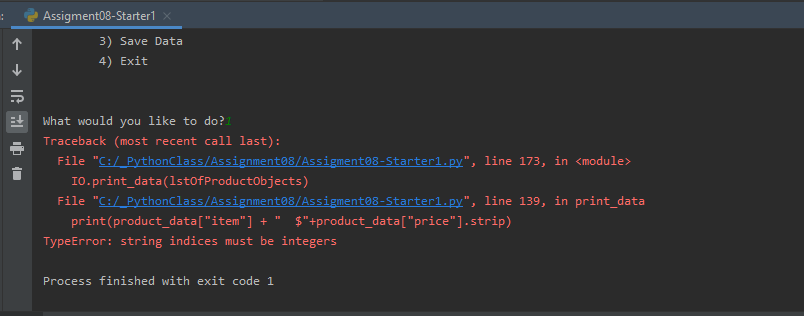 Assigment08-Starter1 ×
3) Save Data
4) Exit
What would you like to do?1
Traceback (most recent call last):
File "C:/_PythonClass/Assignment08/Assigment08-Starter1.py", line 173, in <module>
IO.print_data(lstOfProductObjects)
File "C:/_PythonClass/Assignment08/Assigment08-Starter1.py", line 139, in print_data
print(product_data["item"] + "  $"+product_data["price"].strip)
TypeError: string indices must be integers
Process finished with exit code 1